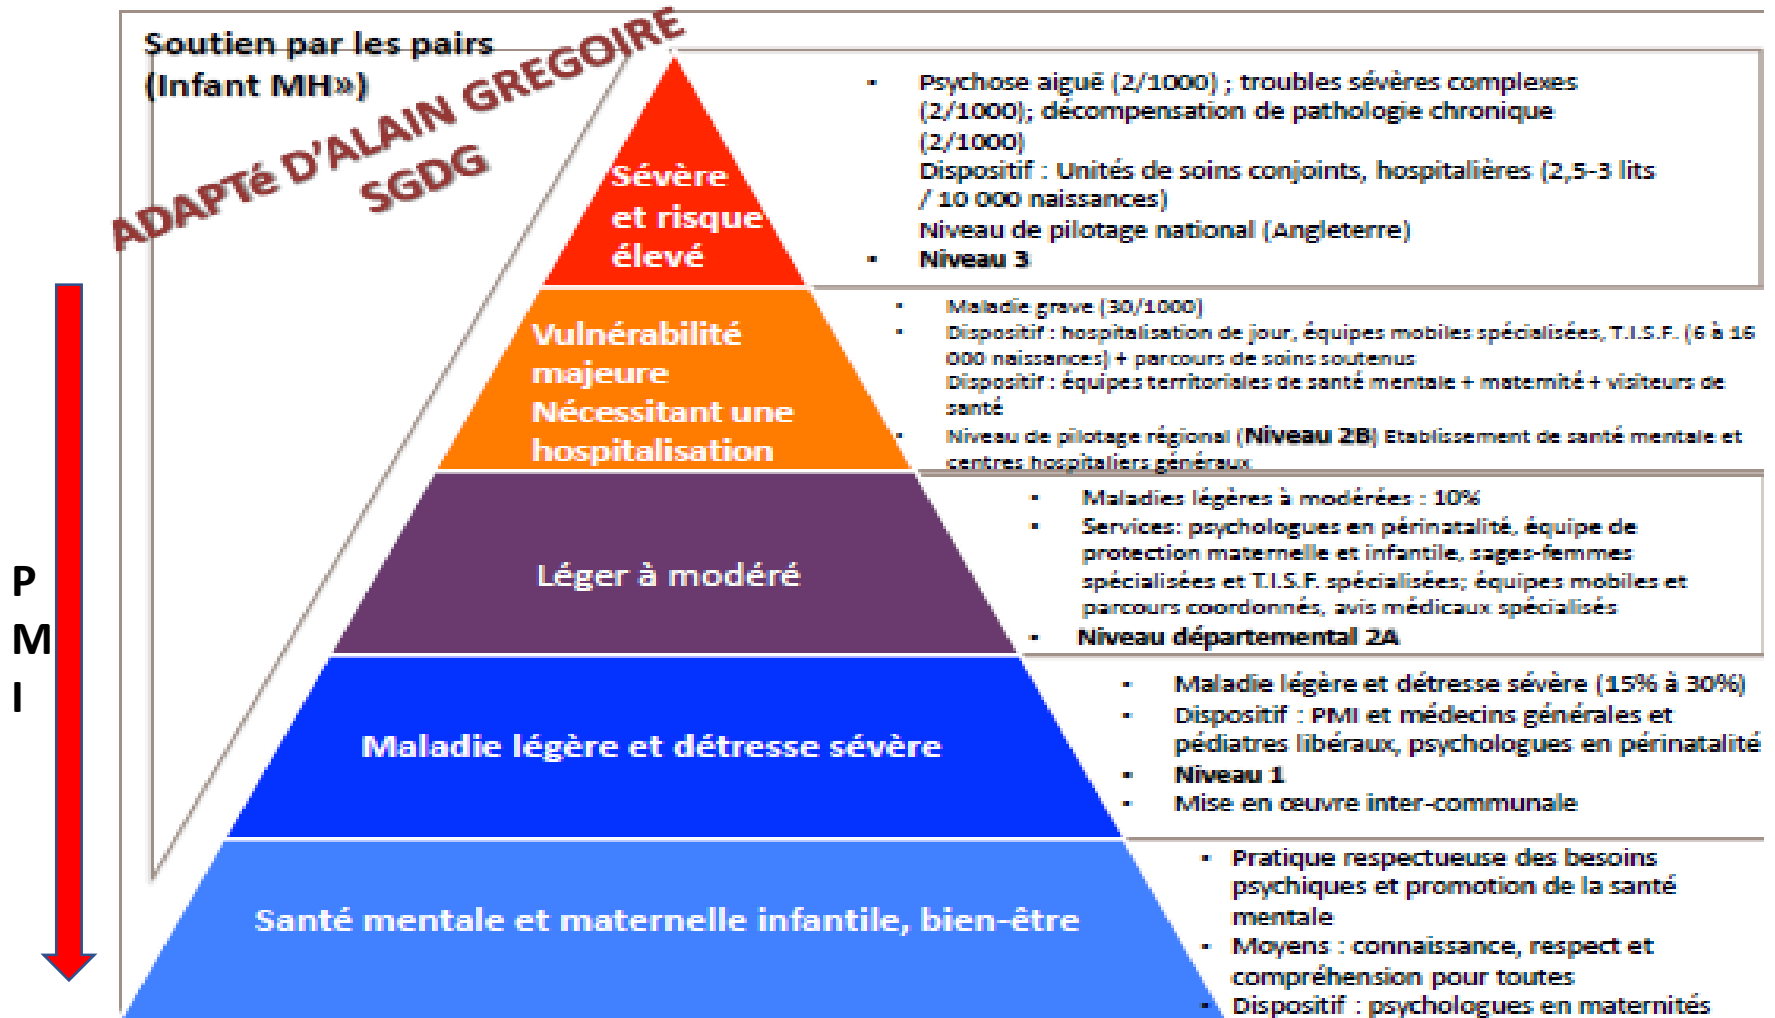 Soutien par les pairs
(Infant MH»)
ADAPTé D'ALAIN GREGOIRE
SGDG
P
M
I
Sévère
et risque
élevé
▪ Psychose aiguë (2/1000) ; troubles sévères complexes
(2/1000); décompensation de pathologie chronique
(2/1000)
Dispositif : Unités de soins conjoints, hospitalières (2,5-3 lits
/ 10 000 naissances)
Niveau de pilotage national (Angleterre)
▪ Niveau 3
Vulnérabilité
majeure
Nécessitant une
hospitalisation
▪ Maladie grave (30/1000)
▪ Dispositif : hospitalisation de jour, équipes mobiles spécialisées, T.I.S.F. (6 à 16
000 naissances) + parcours de soins soutenus
Dispositif : équipes territoriales de santé mentale + maternité + visiteurs de
santé
▪ Niveau de pilotage régional (Niveau 2B) Etablissement de santé mentale et
centres hospitaliers généraux
Léger à modéré
▪ Maladies légères à modérées : 10%
▪ Services: psychologues en périnatalité, équipe de
protection maternelle et infantile, sages-femmes
spécialisées et T.I.S.F. spécialisées; équipes mobiles et
parcours coordonnés, avis médicaux spécialisés
▪ Niveau départemental 2A
Maladie légère et détresse sévère
▪ Maladie légère et détresse sévère (15% à 30%)
▪ Dispositif : PMI et médecins générales et
pédiatres libéraux, psychologues en périnatalité
▪ Niveau 1
▪ Mise en œuvre inter-communale
Santé mentale et maternelle infantile, bien-être
▪ Pratique respectueuse des besoins
psychiques et promotion de la santé
mentale
▪ Moyens : connaissance, respect et
compréhension pour toutes
▪ Dispositif : psychologues en maternités